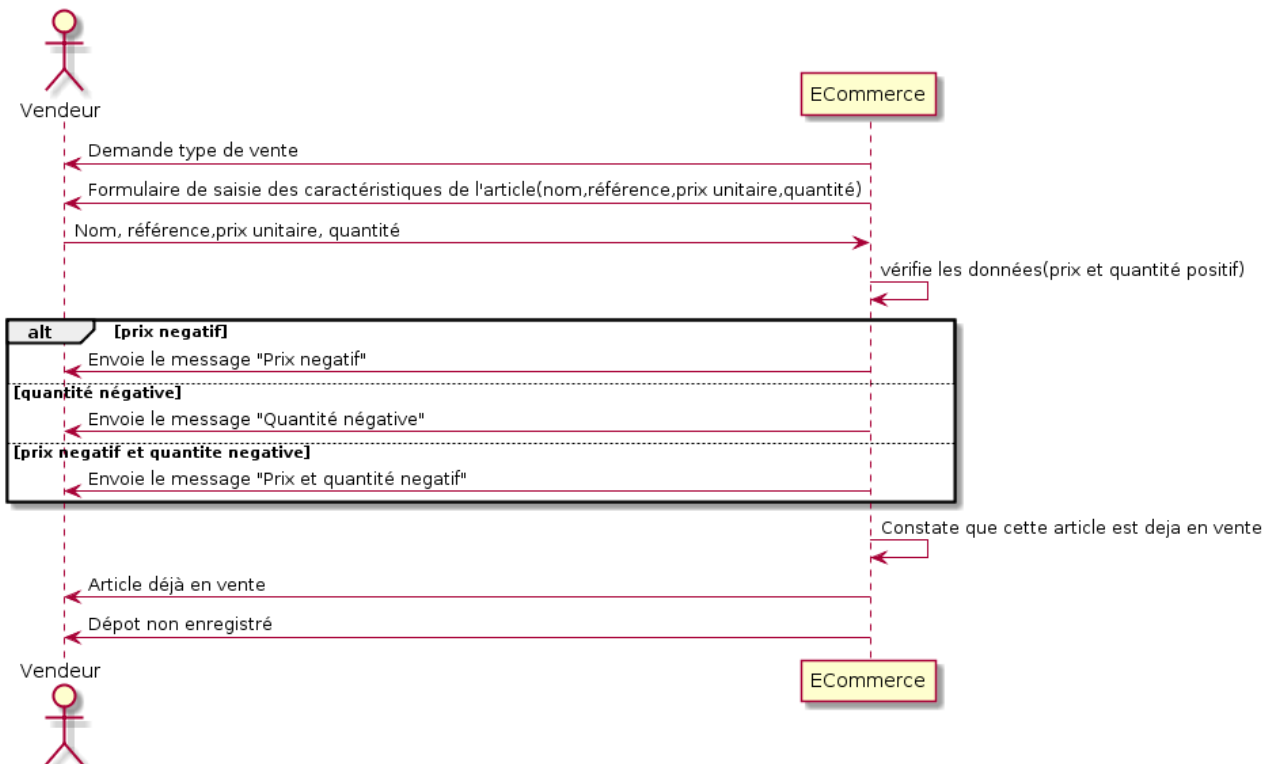 Vendeur
ECommerce
Demande type de vente
Formulaire de saisie des caractéristiques de l'article(nom,référence,prix unitaire,quantité)
Nom, référence,prix unitaire, quantité
vérifie les données(prix et quantité positif)
alt [prix negatif]
Envoie le message "Prix negatif"
[quantité négative]
Envoie le message "Quantité négative"
[prix negatif et quantite negative]
Envoie le message "Prix et quantité negatif"
Constate que cette article est deja en vente
Article déjà en vente
Dépot non enregistré
Vendeur
ECommerce